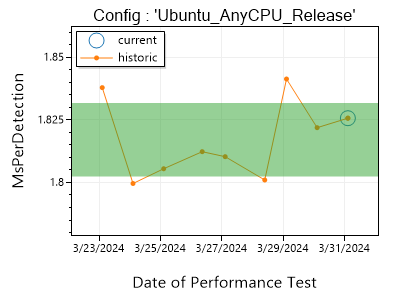 Config : 'Ubuntu_AnyCPU_Release'
current
historic
1.85
1.825
1.8
MsPerDetection
3/23/2024 3/25/2024 3/27/2024 3/29/2024 3/31/2024
Date of Performance Test